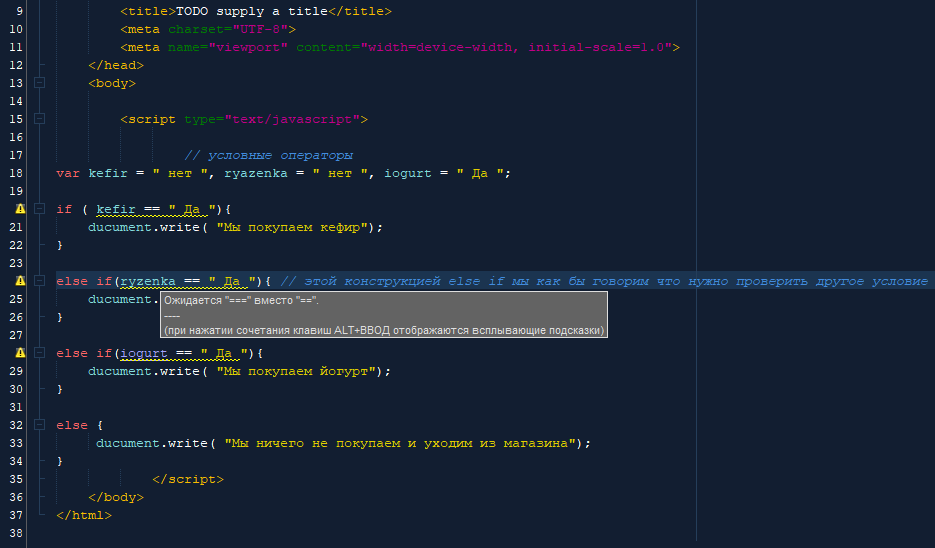 9 <title>TODO supply a title</title>
10 <meta charset="UTF-8">
11 <meta name="viewport" content="width=device-width, initial-scale=1.0">
12 </head>
13 <body>
14
15 <script type="text/javascript">
16
17 // условные операторы
18 var kefir = " нет ", ryazenka = " нет ", iogurt = " Да ";
19
if ( kefir == " Да "){
21 ducument.write( "Мы покупаем кефир");
22 }
23
else if(ryzenka == " Да "){ // этой конструкцией else if мы как бы говорим что нужно проверить другое условие
25 ducument.
Ожидается "===" вместо "==".
26 }
----
27
(при нажатии сочетания клавиш ALT+ВВОД отображаются всплывающие подсказки)
else if(iogurt == " Да "){
29 ducument.write( "Мы покупаем йогурт");
30 }
31
32 else {
33 ducument.write( "Мы ничего не покупаем и уходим из магазина");
34 }
35 </script>
36 </body>
37 </html>
38